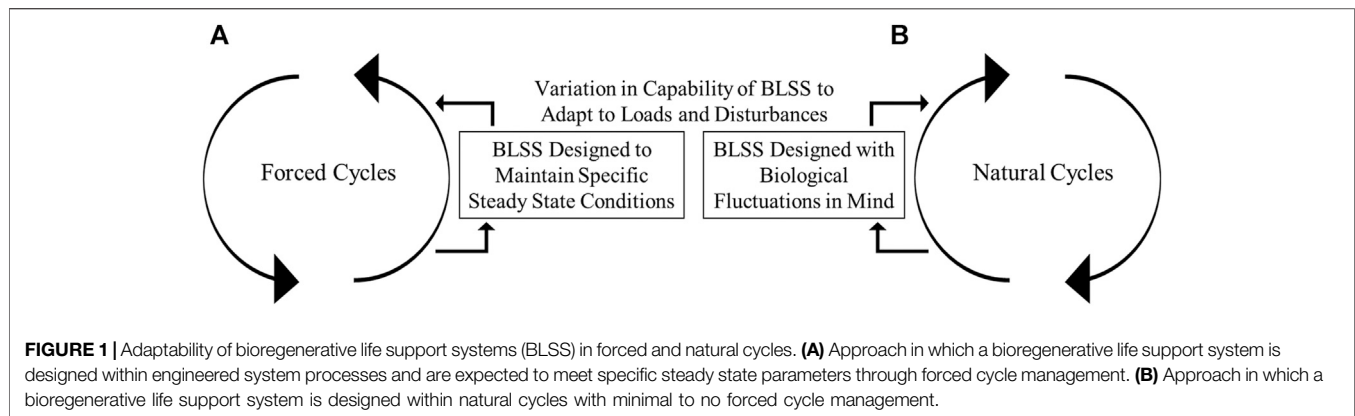 A
B
Variation in Capability of BLSS to
Adapt to Loads and Disturbances
Forced Cycles
BLSS Designed to
Maintain Specific
Steady State Conditions
BLSS Designed with
Biological
Fluctuations in Mind
Natural Cycles
FIGURE 1 | Adaptability of bioregenerative life support systems (BLSS) in forced and natural cycles. (A) Approach in which a bioregenerative life support system is
designed within engineered system processes and are expected to meet specific steady state parameters through forced cycle management. (B) Approach in which a
bioregenerative life support system is designed within natural cycles with minimal to no forced cycle management.